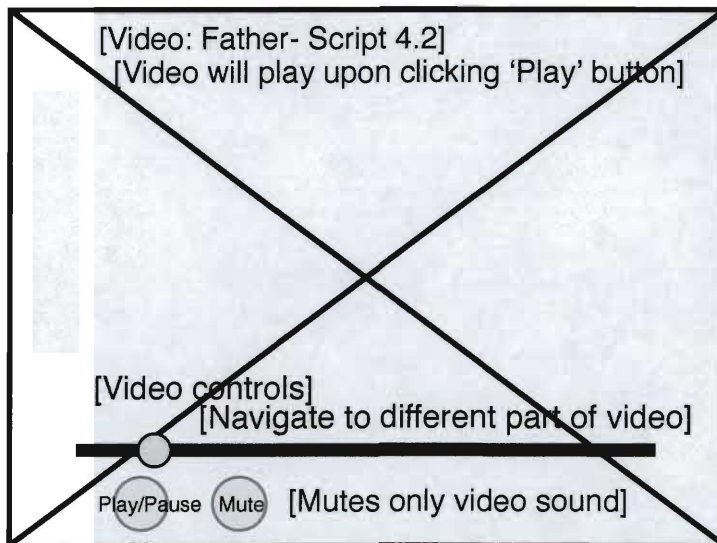 [Video: Father- Script 4.2]
[Video will play upon clicking ‘Play’ button]
[Video controls]
[Navigate to different part of video]
Play/Pause Mute [Mutes only video sound]